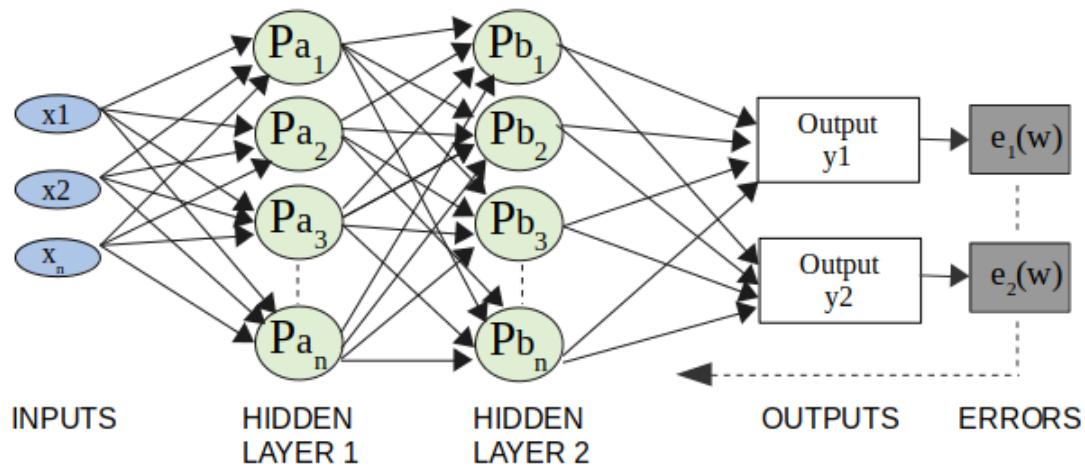 x1
x2
xₙ
Pa₁
Pa₂
Pa₃
Paₙ
Pb₁
Pb₂
Pb₃
Pbₙ
Output
y1
Output
y2
e₁(w)
e₂(w)
INPUTS
HIDDEN
LAYER 1
HIDDEN
LAYER 2
OUTPUTS
ERRORS